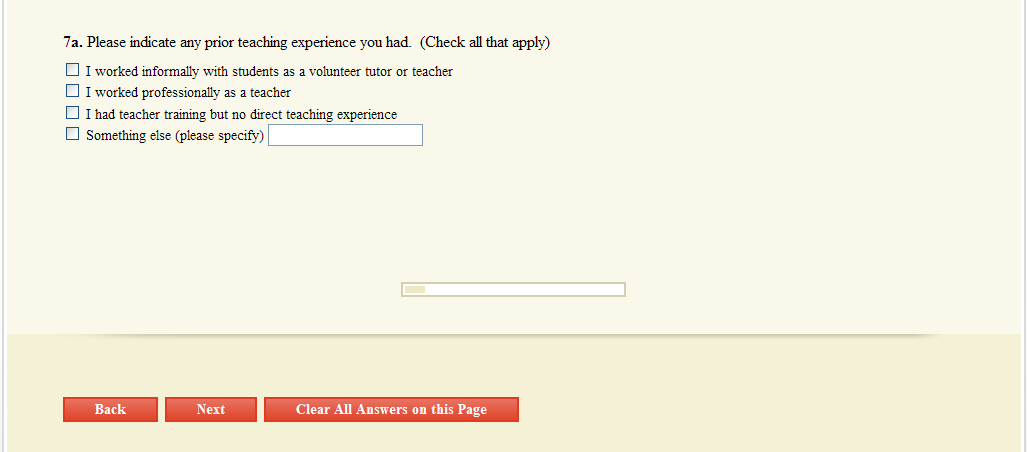 7a. Please indicate any prior teaching experience you had.  (Check all that apply)
I worked informally with students as a volunteer tutor or teacher
I worked professionally as a teacher
I had teacher training but no direct teaching experience
Something else (please specify)
Back Next Clear All Answers on this Page